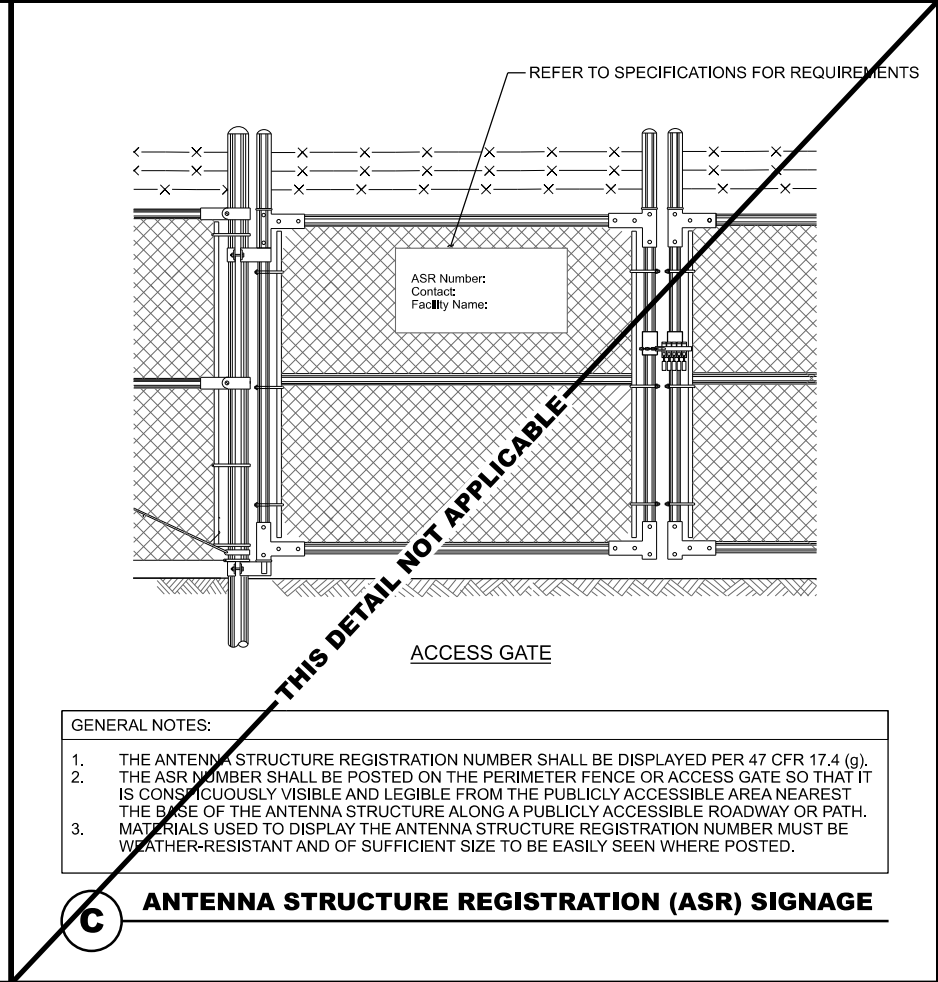 REFER TO SPECIFICATIONS FOR REQUIREMENTS
ASR Number:
Contact:
Facility Name:
THIS DETAIL NOT APPLICABLE
ACCESS GATE
GENERAL NOTES:
1. THE ANTENNA STRUCTURE REGISTRATION NUMBER SHALL BE DISPLAYED PER 47 CFR 17.4 (g).
2. THE ASR NUMBER SHALL BE POSTED ON THE PERIMETER FENCE OR ACCESS GATE SO THAT IT
IS CONSPICUOUSLY VISIBLE AND LEGIBLE FROM THE PUBLICLY ACCESSIBLE AREA NEAREST
THE BASE OF THE ANTENNA STRUCTURE ALONG A PUBLICLY ACCESSIBLE ROADWAY OR PATH.
3. MATERIALS USED TO DISPLAY THE ANTENNA STRUCTURE REGISTRATION NUMBER MUST BE
WEATHER-RESISTANT AND OF SUFFICIENT SIZE TO BE EASILY SEEN WHERE POSTED.
C ANTENNA STRUCTURE REGISTRATION (ASR) SIGNAGE